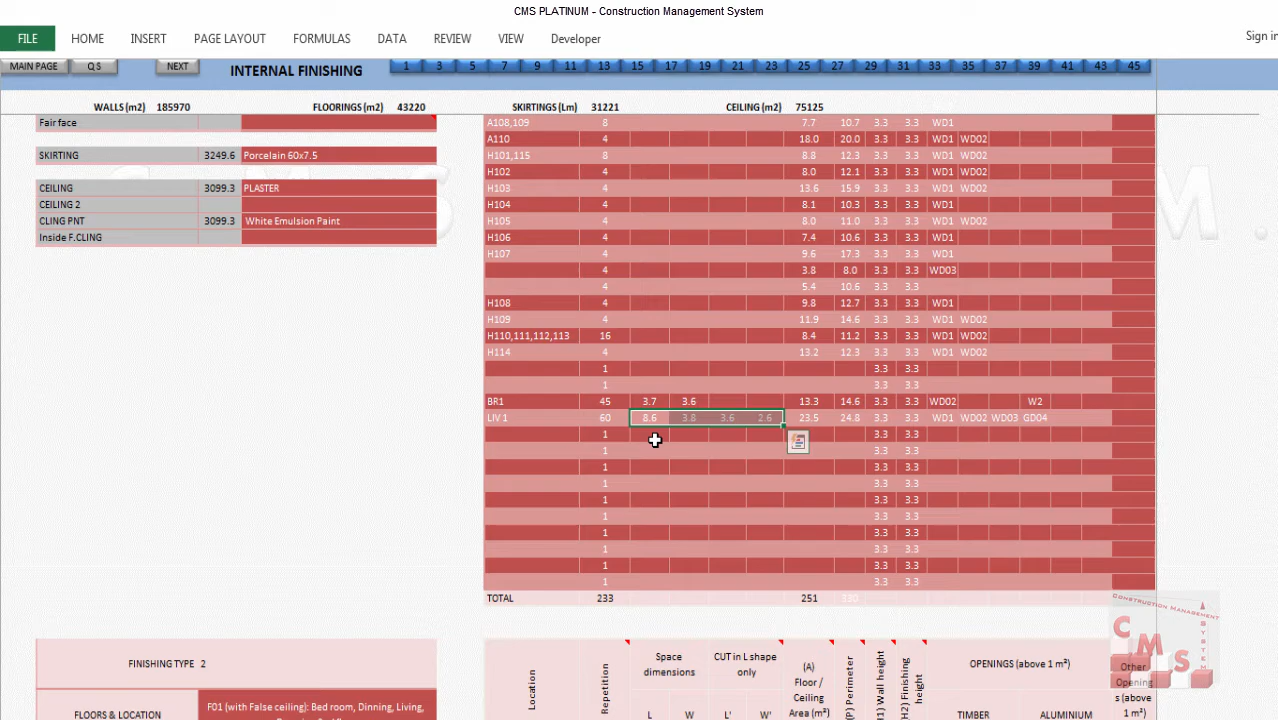 CMS PLATINUM - Construction Management System
FILE HOME INSERT PAGE LAYOUT FORMULAS DATA REVIEW VIEW Developer Sign in
MAIN PAGE Q S NEXT INTERNAL FINISHING 1 3 5 7 9 11 13 15 17 19 21 23 25 27 29 31 33 35 37 39 41 43 45
WALLS (m2) 185970 FLOORINGS (m2) 43220 SKIRTINGS (Lm) 31221 CEILING (m2) 75125
Fair face
SKIRTING 3249.6 Porcelain 60x7.5
CEILING 3099.3 PLASTER
CEILING 2
CLING PNT 3099.3 White Emulsion Paint
Inside F.CLING
A108,109 8 7.7 10.7 3.3 3.3 WD1
A110 4 18.0 20.0 3.3 3.3 WD1 WD02
H101,115 8 8.8 12.3 3.3 3.3 WD1 WD02
H102 4 8.0 12.1 3.3 3.3 WD1 WD02
H103 4 13.6 15.9 3.3 3.3 WD1 WD02
H104 4 8.1 10.3 3.3 3.3 WD1
H105 4 8.0 11.0 3.3 3.3 WD1 WD02
H106 4 7.4 10.6 3.3 3.3 WD1
H107 4 9.6 17.3 3.3 3.3 WD1
4 3.8 8.0 3.3 3.3 WD03
4 5.4 10.6 3.3 3.3
H108 4 9.8 12.7 3.3 3.3 WD1
H109 4 11.9 14.6 3.3 3.3 WD1 WD02
H110,111,112,113 16 8.4 11.2 3.3 3.3 WD1 WD02
H114 4 13.2 12.3 3.3 3.3 WD1 WD02
1 3.3 3.3
1 3.3 3.3
BR1 45 3.7 3.6 13.3 14.6 3.3 3.3 WD02 W2
LIV 1 60 8.6 3.8 3.6 2.6 23.5 24.8 3.3 3.3 WD1 WD02 WD03 GD04
1 3.3 3.3
1 3.3 3.3
1 3.3 3.3
1 3.3 3.3
1 3.3 3.3
1 3.3 3.3
1 3.3 3.3
1 3.3 3.3
1 3.3 3.3
1 3.3 3.3
TOTAL 233 251 330
FINISHING TYPE 2
FLOORS & LOCATION
F01 (with False ceiling): Bed room, Dinning, Living,
Location
Repetition
Space
dimensions
L W
CUT in L shape
only
L' W'
(A)
Floor /
Ceiling
Area (m²)
(P) Perimeter
(H1) Wall height
(H2) Finishing
height
OPENINGS (above 1 m²)
TIMBER ALUMINIUM
Other
Opening
s (above
1 m²)
CONSTRUCTION MANAGEMENT
SYSTEM
CMS